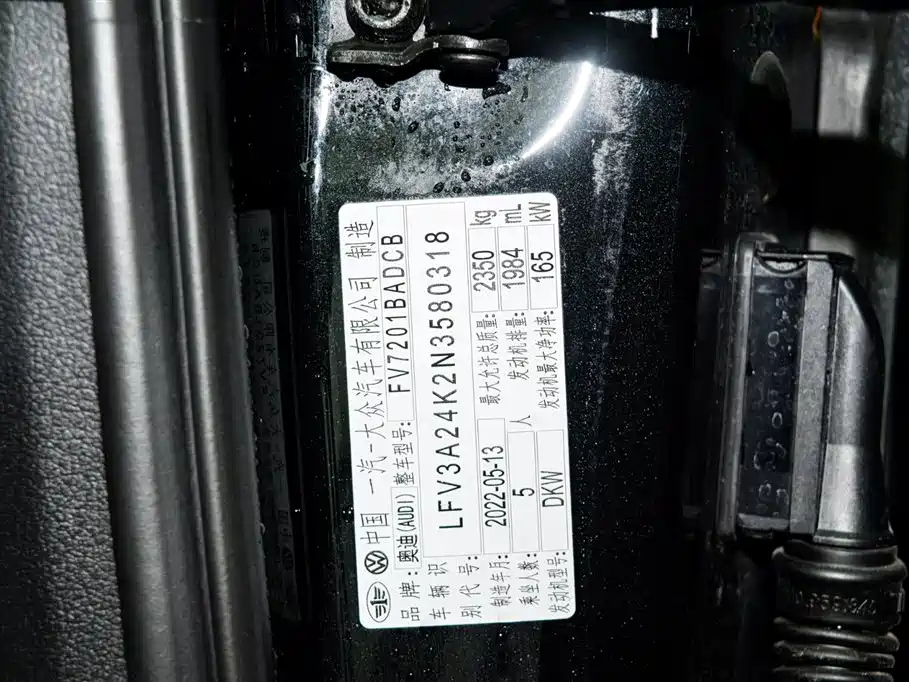 中国 一汽-大众汽车有限公司 制造
品牌: 奥迪(AUDI) 整车型号: FV7201BADCB
车辆识别代号: LFV3A24K2N3580318
制造年月: 2022-05-13 最大允许总质量: 2350 kg
乘坐人数: 5 人 发动机排量: 1984 mL
发动机型号: DKW 发动机最大净功率: 165 kW